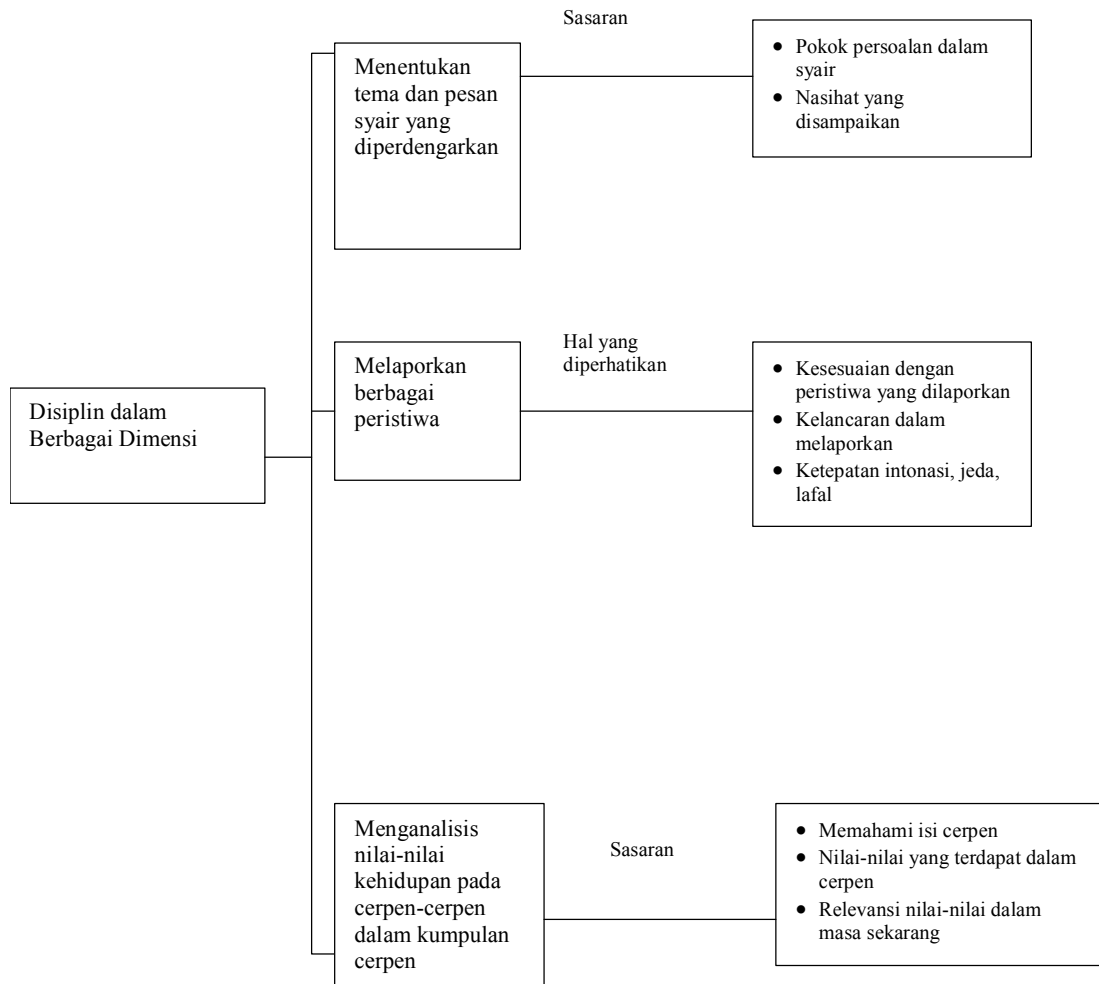 Sasaran
Menentukan
tema dan pesan
syair yang
diperdengarkan
• Pokok persoalan dalam
syair
• Nasihat yang
disampaikan
Hal yang
diperhatikan
Melaporkan
berbagai
peristiwa
• Kesesuaian dengan
peristiwa yang dilaporkan
• Kelancaran dalam
melaporkan
• Ketepatan intonasi, jeda,
lafal
Disiplin dalam
Berbagai Dimensi
Menganalisis
nilai-nilai
kehidupan pada
cerpen-cerpen
dalam kumpulan
cerpen
Sasaran
• Memahami isi cerpen
• Nilai-nilai yang terdapat dalam
cerpen
• Relevansi nilai-nilai dalam
masa sekarang